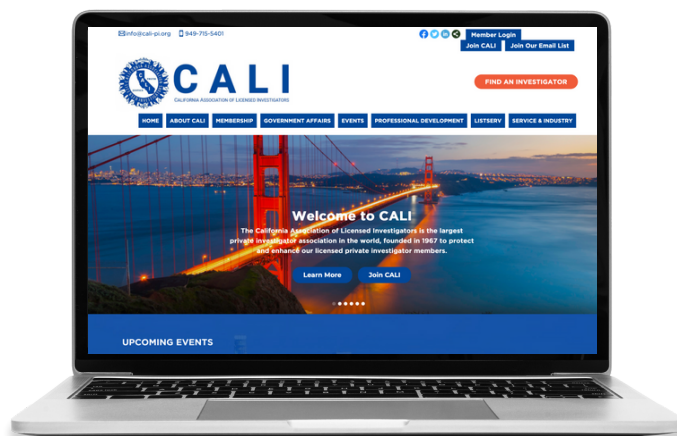 info@cali-pi.org 949-715-5401
Member Login
Join CALI Join Our Email List
CALI
CALIFORNIA ASSOCIATION OF LICENSED INVESTIGATORS
FIND AN INVESTIGATOR
HOME ABOUT CALI MEMBERSHIP GOVERNMENT AFFAIRS EVENTS PROFESSIONAL DEVELOPMENT LISTSERV SERVICE & INDUSTRY
Welcome to CALI
The California Association of Licensed Investigators is the largest
private investigator association in the world, founded in 1967 to protect
and enhance our licensed private investigator members.
Learn More Join CALI
UPCOMING EVENTS